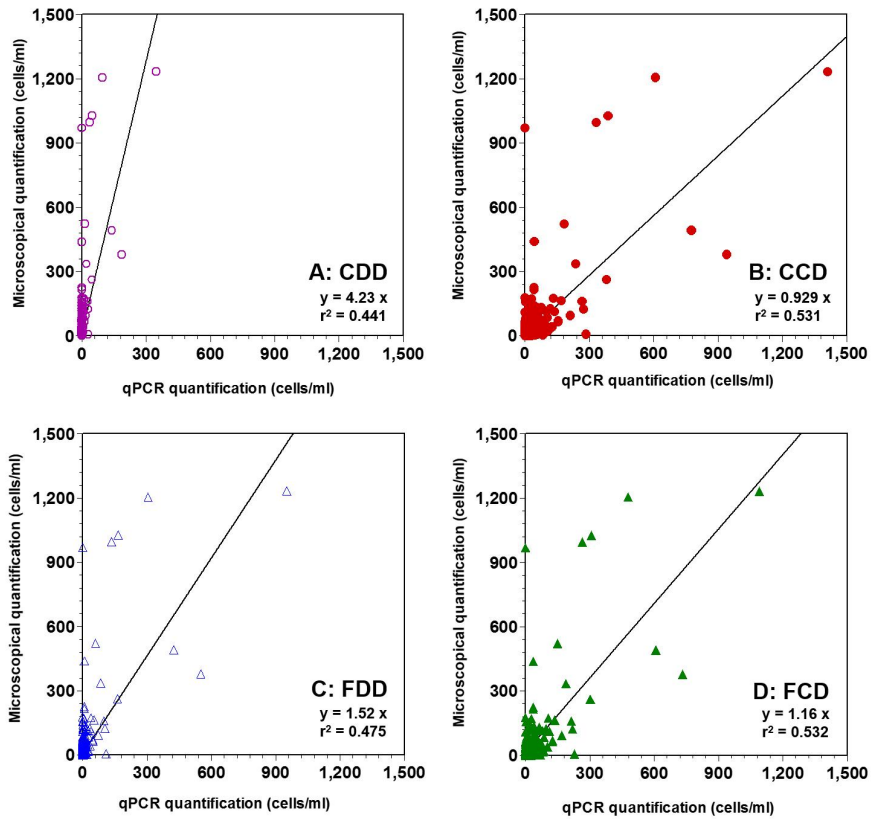 1,500
1,200
900
600
300
0
Microscopical quantification (cells/ml)
A: CDD
y = 4.23 x
r² = 0.441
0 300 600 900 1,200 1,500
qPCR quantification (cells/ml)
1,500
1,200
900
600
300
0
Microscopical quantification (cells/ml)
B: CCD
y = 0.929 x
r² = 0.531
0 300 600 900 1,200 1,500
qPCR quantification (cells/ml)
1,500
1,200
900
600
300
0
Microscopical quantification (cells/ml)
C: FDD
y = 1.52 x
r² = 0.475
0 300 600 900 1,200 1,500
qPCR quantification (cells/ml)
1,500
1,200
900
600
300
0
Microscopical quantification (cells/ml)
D: FCD
y = 1.16 x
r² = 0.532
0 300 600 900 1,200 1,500
qPCR quantification (cells/ml)